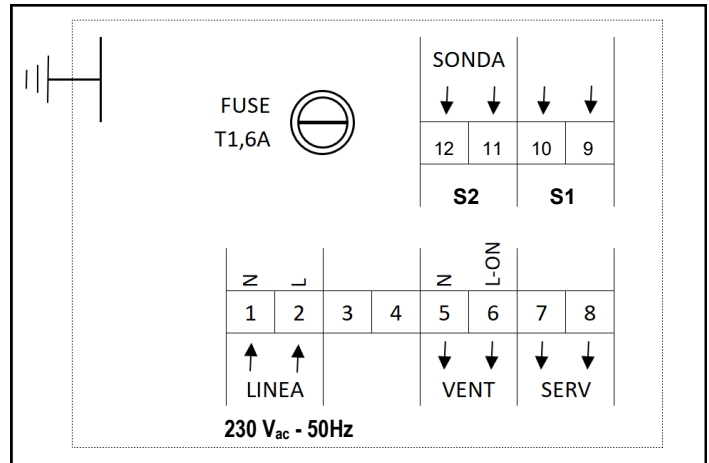 SONDA
FUSE
T1,6A
12 11 10 9
S2 S1
N L N L-ON
1 2 3 4 5 6 7 8
LINEA VENT SERV
230 Vac - 50Hz